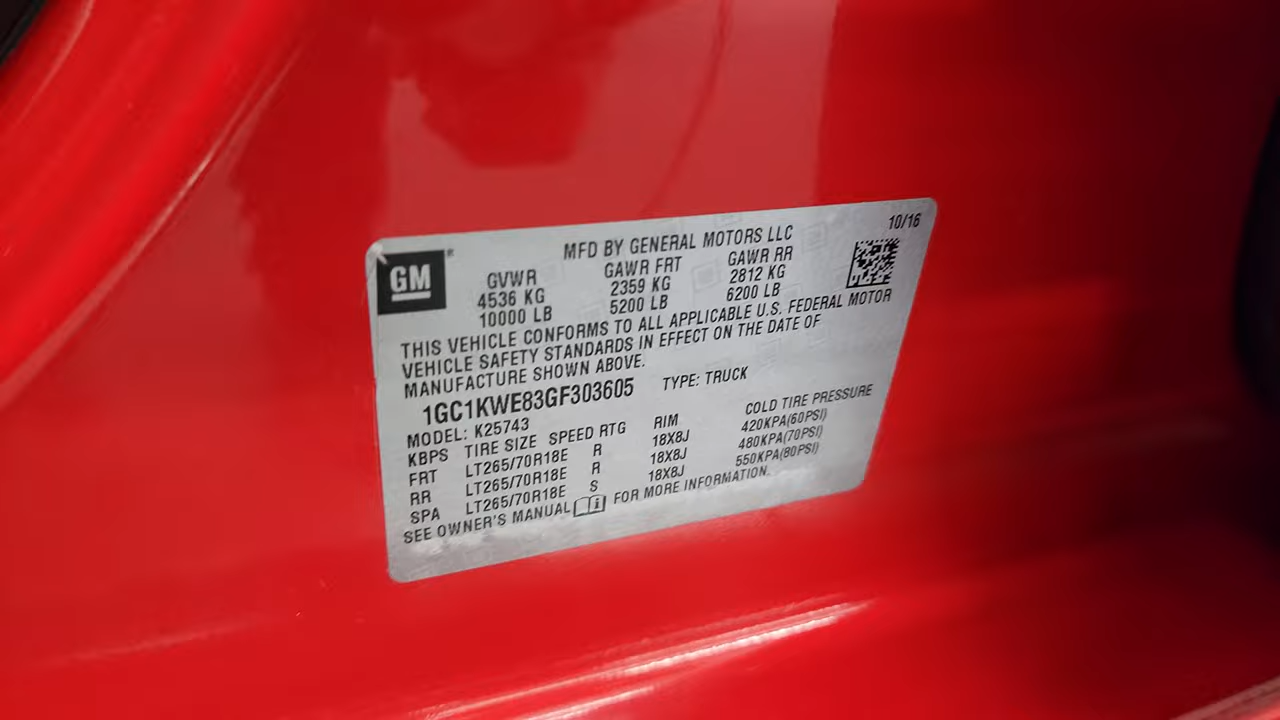 MFD BY GENERAL MOTORS LLC 10/16
GM®
GVWR GAWR FRT GAWR RR
4536 KG 2359 KG 2812 KG
10000 LB 5200 LB 6200 LB
THIS VEHICLE CONFORMS TO ALL APPLICABLE U.S. FEDERAL MOTOR
VEHICLE SAFETY STANDARDS IN EFFECT ON THE DATE OF
MANUFACTURE SHOWN ABOVE.
1GC1KWE83GF303605 TYPE: TRUCK
MODEL: K25743
KBPS TIRE SIZE SPEED RTG RIM COLD TIRE PRESSURE
FRT LT265/70R18E R 18X8J 420KPA(60PSI)
RR LT265/70R18E R 18X8J 480KPA(70PSI)
SPA LT265/70R18E S 18X8J 550KPA(80PSI)
SEE OWNER'S MANUAL FOR MORE INFORMATION.